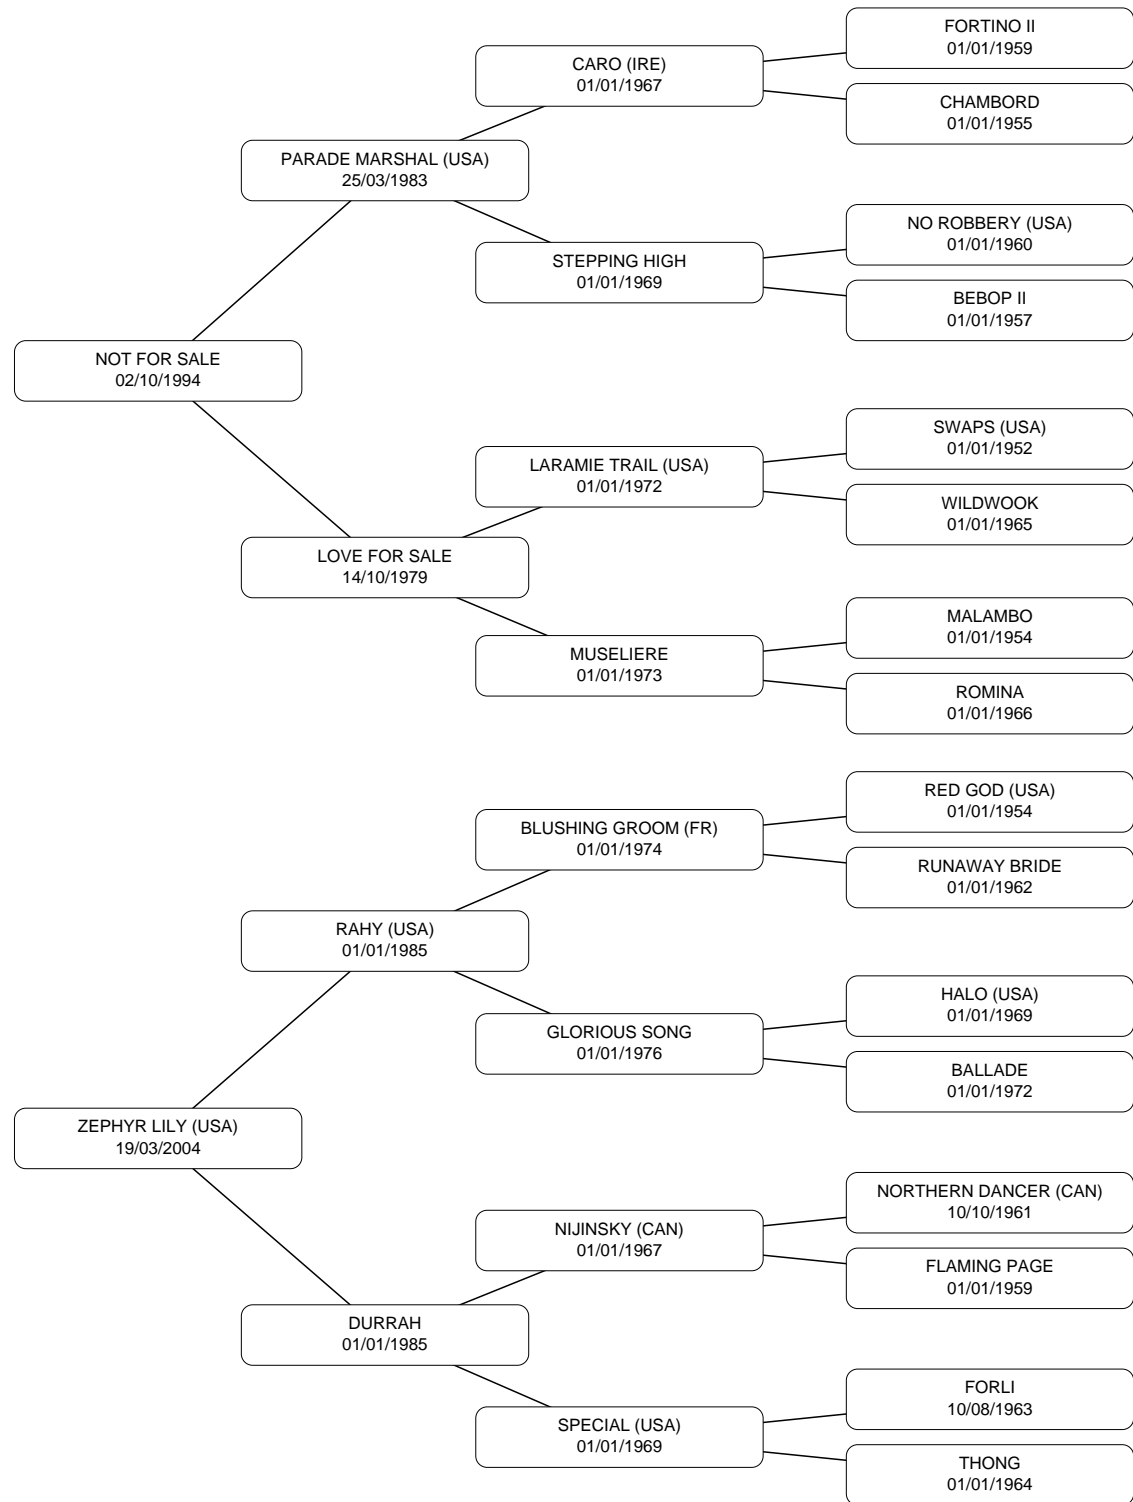 FORTINO II
01/01/1959
CARO (IRE)
01/01/1967
CHAMBORD
01/01/1955
PARADE MARSHAL (USA)
25/03/1983
NO ROBBERY (USA)
01/01/1960
STEPPING HIGH
01/01/1969
BEBOP II
01/01/1957
NOT FOR SALE
02/10/1994
SWAPS (USA)
01/01/1952
LARAMIE TRAIL (USA)
01/01/1972
WILDWOOK
01/01/1965
LOVE FOR SALE
14/10/1979
MALAMBO
01/01/1954
MUSELIERE
01/01/1973
ROMINA
01/01/1966
RED GOD (USA)
01/01/1954
BLUSHING GROOM (FR)
01/01/1974
RUNAWAY BRIDE
01/01/1962
RAHY (USA)
01/01/1985
HALO (USA)
01/01/1969
GLORIOUS SONG
01/01/1976
BALLADE
01/01/1972
ZEPHYR LILY (USA)
19/03/2004
NORTHERN DANCER (CAN)
10/10/1961
NIJINSKY (CAN)
01/01/1967
FLAMING PAGE
01/01/1959
DURRAH
01/01/1985
FORLI
10/08/1963
SPECIAL (USA)
01/01/1969
THONG
01/01/1964